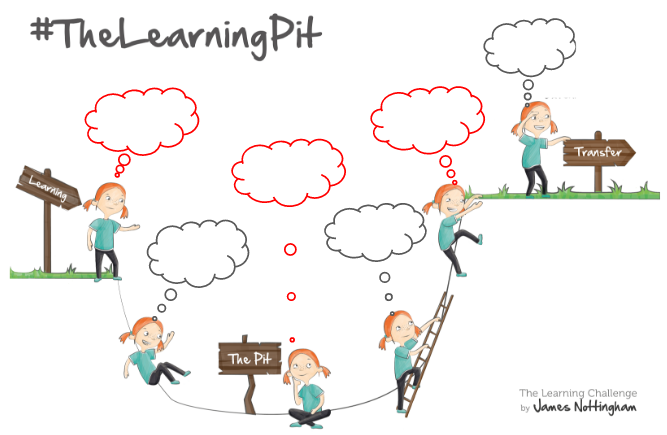 #TheLearningPit
Learning
Transfer
The Pit
The Learning Challenge
by James Nottingham